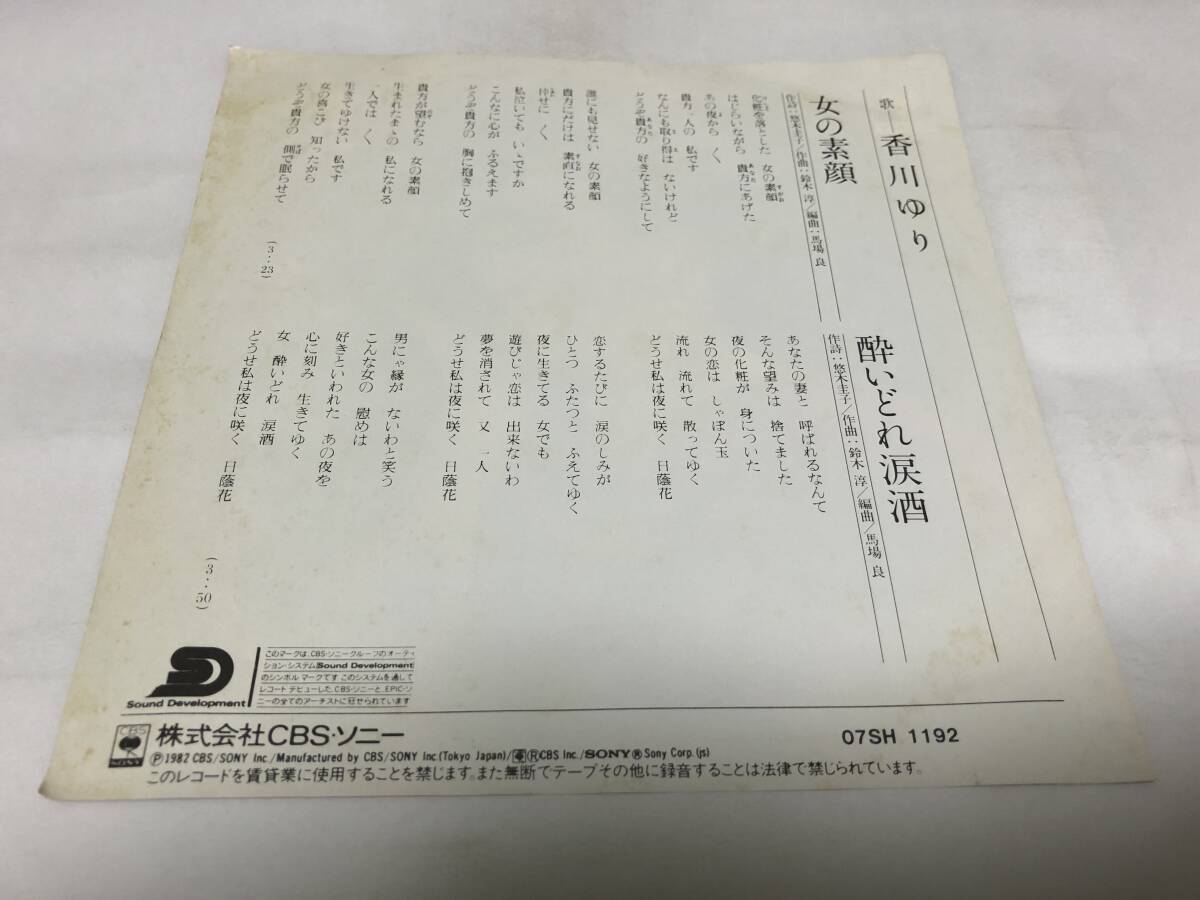 歌—香川ゆり
女の素顔
作詩:悠木圭子/作曲:鈴木 淳/編曲:馬場 良
化粧を落とした 女の素顔
はじらいながら 貴方にあげた
あの夜から く
貴方一人の 私です
なんにも取り得は ないけれど
どうぞ貴方の 好きなようにして
誰にも見せない 女の素顔
貴方にだけは 素直になれる
倖せに く
私泣いても いゝですか
こんなに心が ふるえます
どうぞ貴方の 胸に抱きしめて
貴方が望むなら 女の素顔
生まれたまゝの 私になれる
一人では く
生きてゆけない 私です
女の喜こび 知ったから
どうぞ貴方の 側で眠らせて
(3:23)
酔いどれ涙酒
作詩:悠木圭子/作曲:鈴木 淳/編曲/馬場 良
あなたの妻と 呼ばれるなんて
そんな望みは 捨てました
夜の化粧が 身についた
女の恋は しゃぼん玉
流れ 流れて 散ってゆく
どうせ私は夜に咲く 日蔭花
恋するたびに 涙のしみが
ひとつ ふたつと ふえてゆく
夜に生きてる 女でも
遊びじゃ恋は 出来ないわ
夢を消されて 又 一人
どうせ私は夜に咲く 日蔭花
男にゃ縁が ないわと笑う
こんな女の 慰めは
好きといわれた あの夜を
心に刻み 生きてゆく
女 酔いどれ 涙酒
どうせ私は夜に咲く 日蔭花
(3:50)
Sound Development
このマークは、CBS・ソニーグループのオーディ
ション・システム(Sound Development)
のシンボルマークです このシステムを通して
レコードデビューした、CBS・ソニーと、EPIC・ソ
ニーの全てのアーチストに冠せられています
CBS
SONY
株式会社CBS・ソニー
07SH 1192
Ⓟ1982 CBS/SONY Inc./Manufactured by CBS/SONY Inc.(Tokyo Japan)/ⓇCBS Inc./SONY® Sony Corp.(js)
このレコードを賃貸業に使用することを禁じます。また無断でテープその他に録音することは法律で禁じられています。